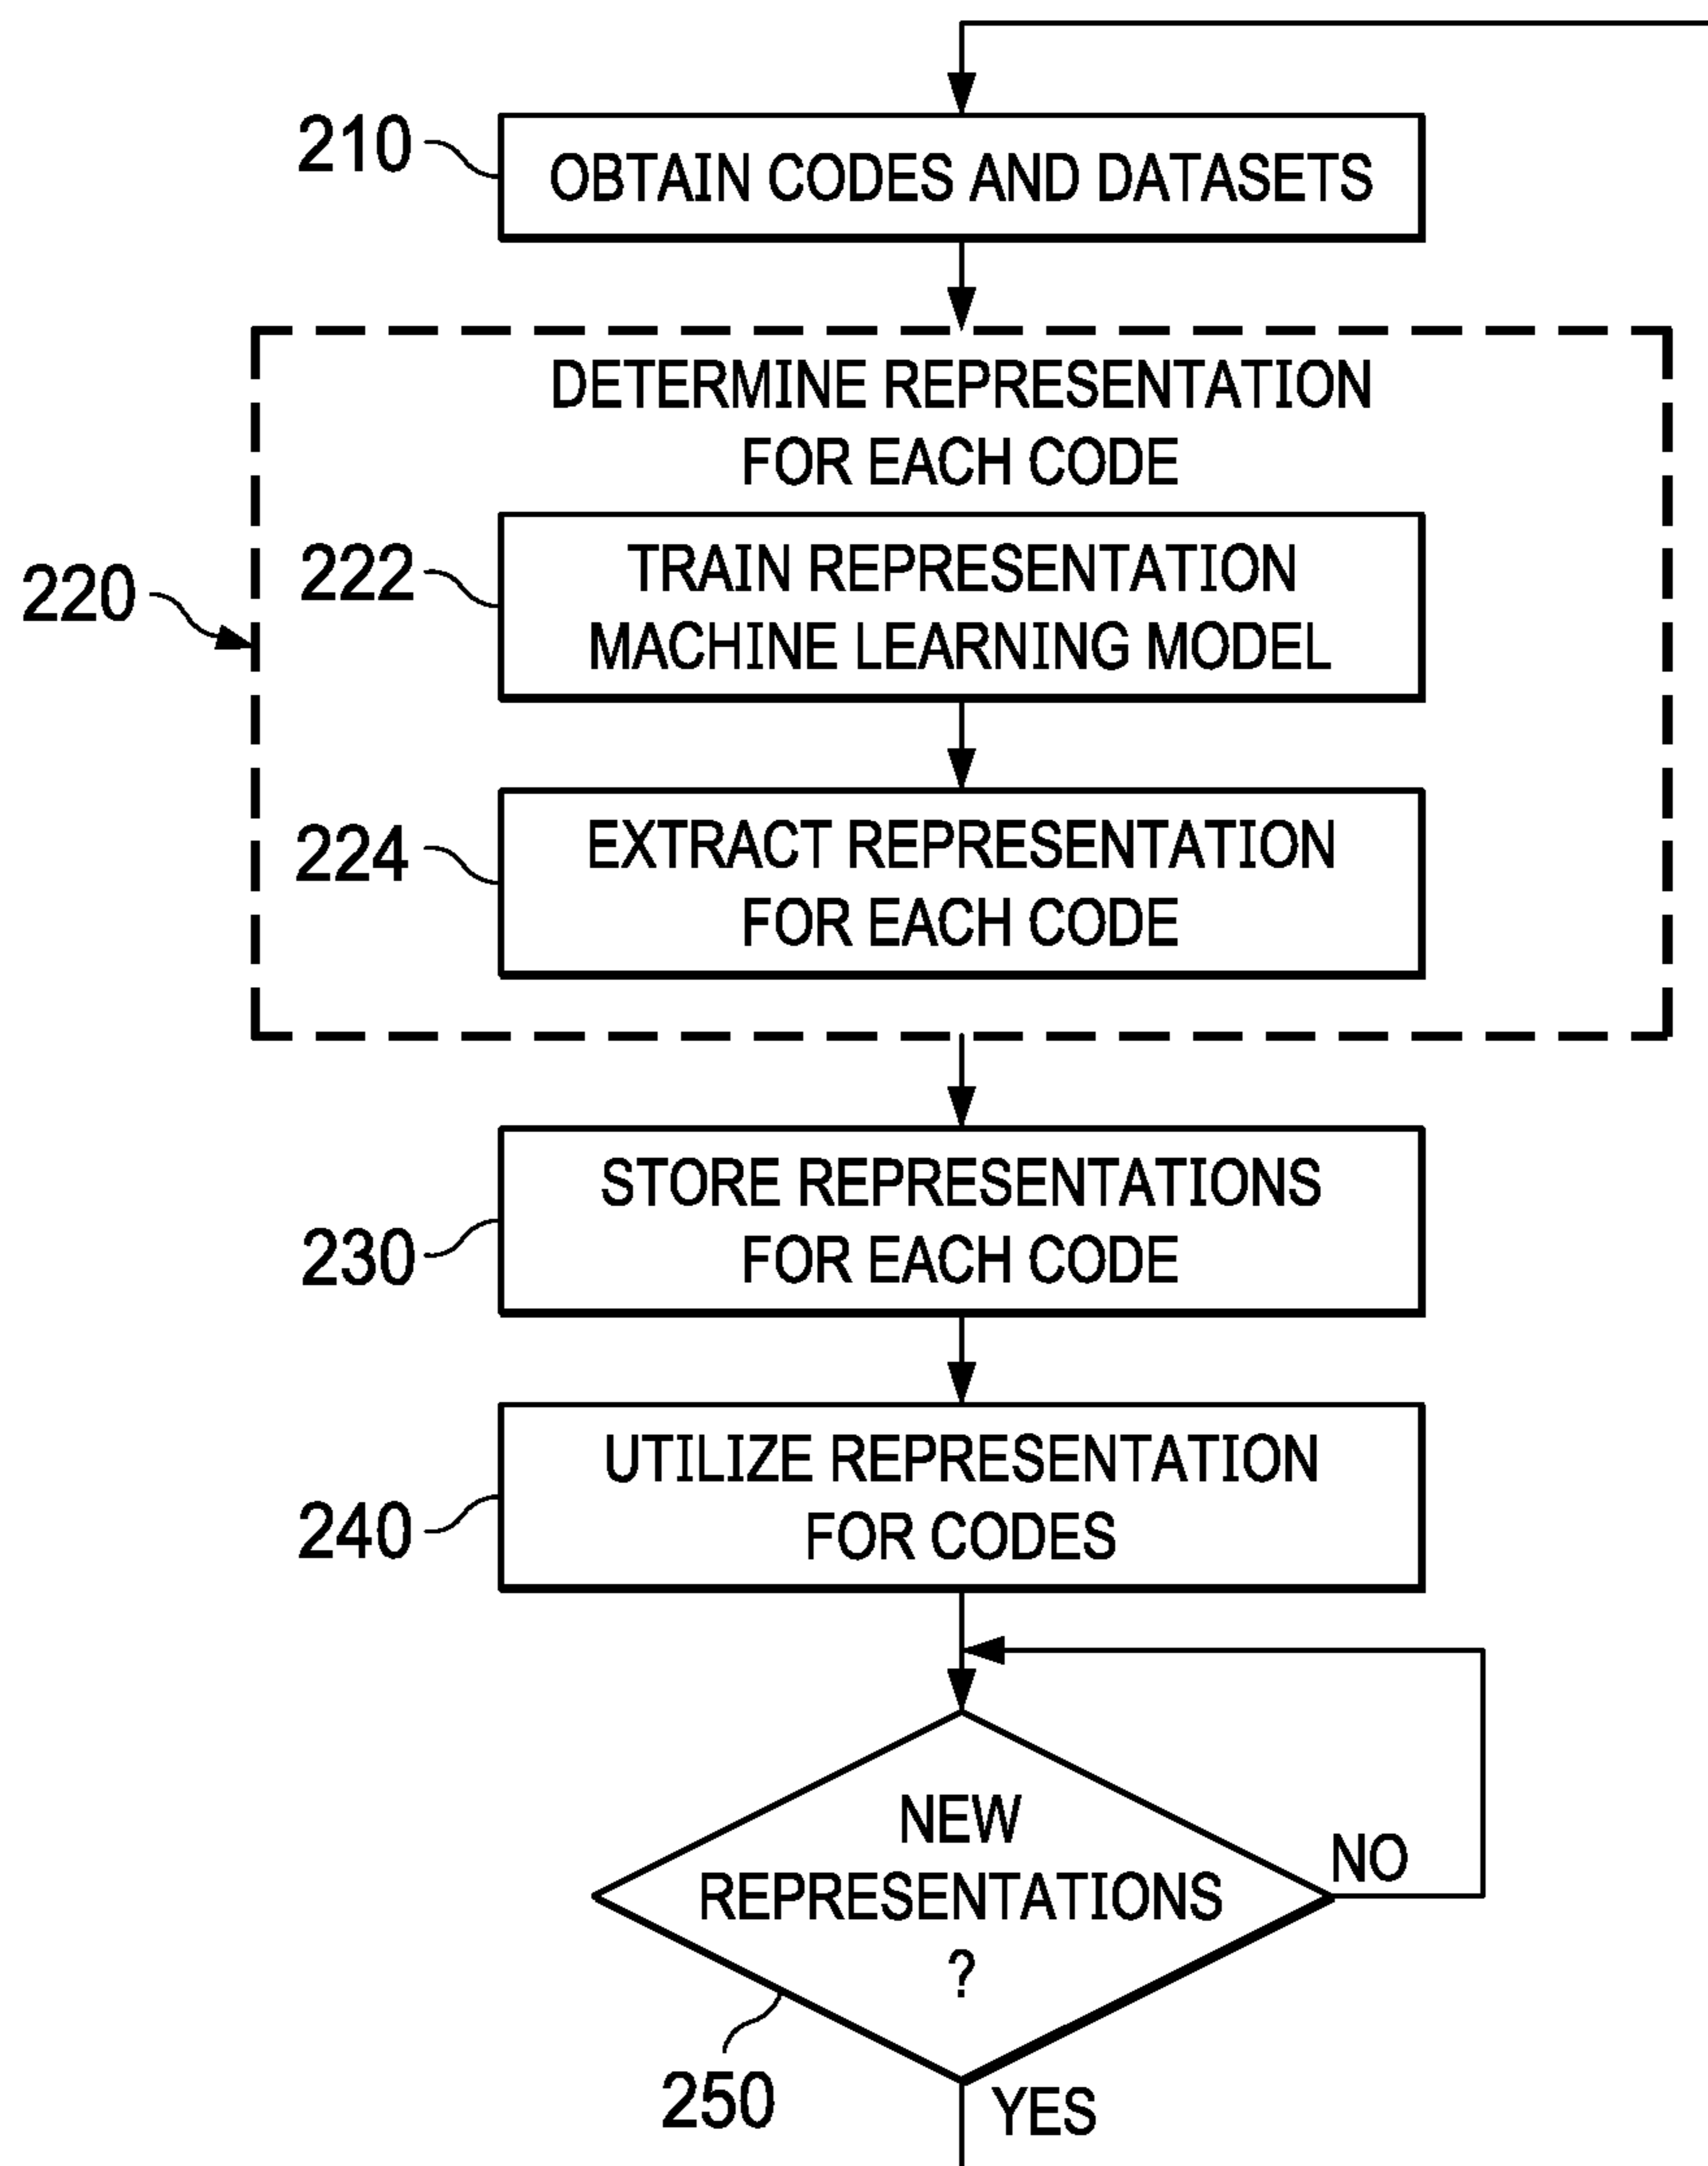 210
OBTAIN CODES AND DATASETS
DETERMINE REPRESENTATION
FOR EACH CODE
220
222
TRAIN REPRESENTATION
MACHINE LEARNING MODEL
224
EXTRACT REPRESENTATION
FOR EACH CODE
230
STORE REPRESENTATIONS
FOR EACH CODE
240
UTILIZE REPRESENTATION
FOR CODES
NEW
REPRESENTATIONS
?
NO
250
YES